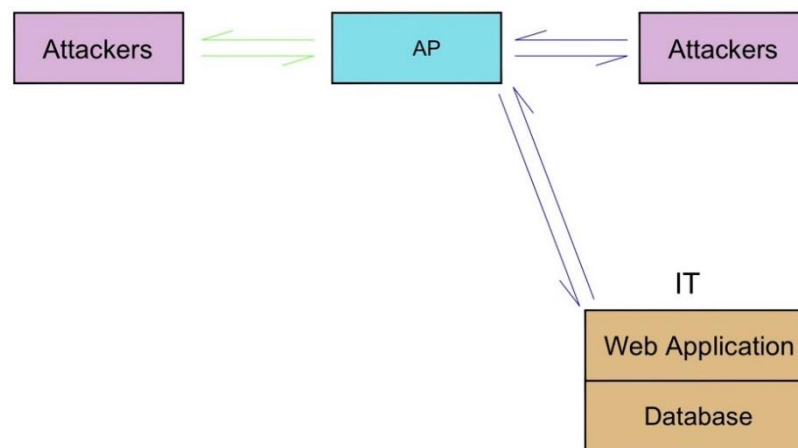 Attackers
AP
Attackers
IT
Web Application
Database